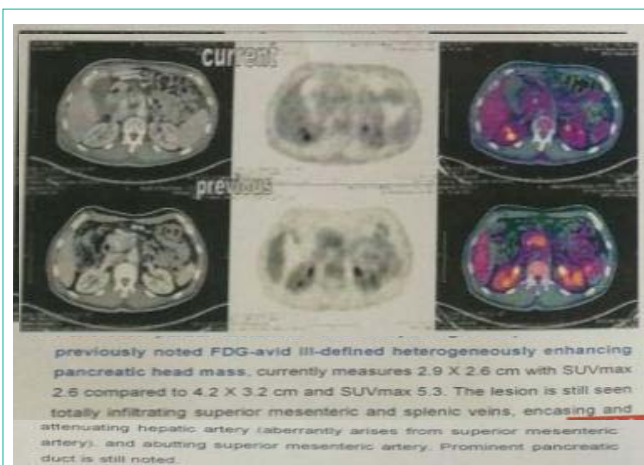 current
previous
previously noted FDG-avid Ill-defined heterogeneously enhancing
pancreatic head mass, currently measures 2.9 X 2.6 cm with SUVmax
2.6 compared to 4.2 X 3.2 cm and SUVmax 5.3. The lesion is still seen
totally infiltrating superior mesenteric and splenic veins, encasing and
attenuating hepatic artery (aberrantly arises from superior mesenteric
artery), and abutting superior mesenteric artery. Prominent pancreatic
duct is still noted.